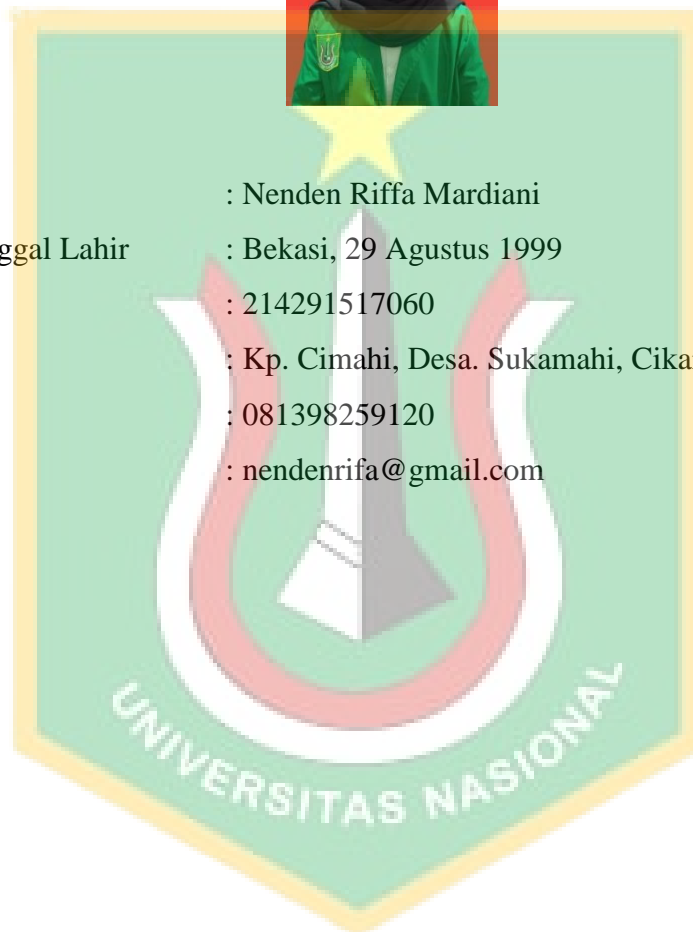 : Nenden Riffa Mardiani
ggal Lahir : Bekasi, 29 Agustus 1999
: 214291517060
: Kp. Cimahi, Desa. Sukamahi, Cika
: 081398259120
: nendenrifa@gmail.com
UNIVERSITAS NASIONAL